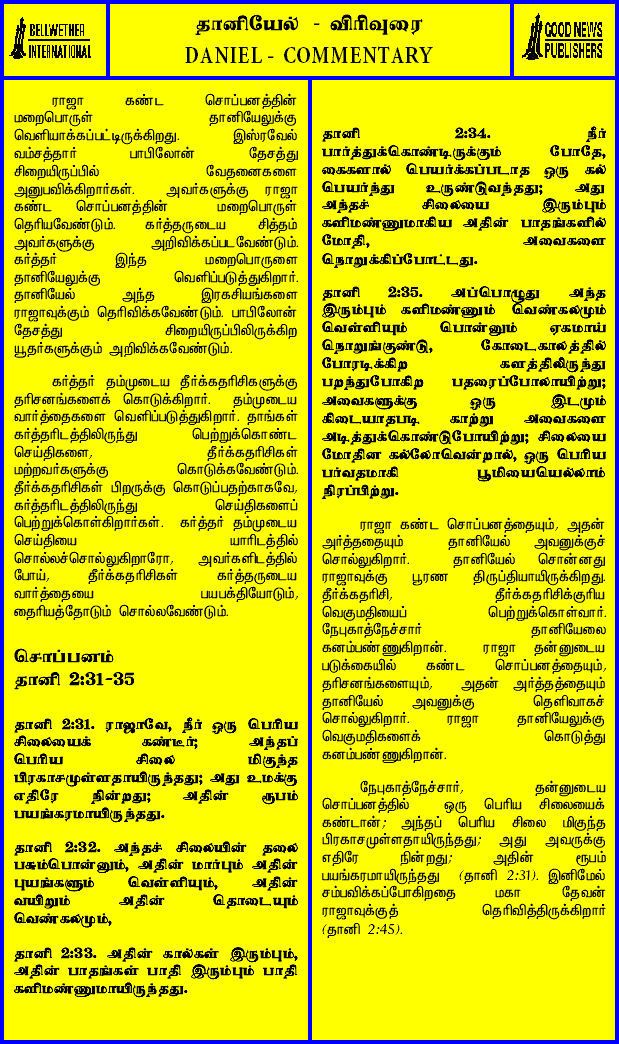 BELLWETHER
INTERNATIONAL
தானியேல் - விரிவுரை
DANIEL - COMMENTARY
GOOD NEWS
PUBLISHERS
ராஜா கண்ட சொப்பனத்தின்
மறைபொருள் தானியேலுக்கு
வெளியாக்கப்பட்டிருக்கிறது. இஸ்ரவேல்
வம்சத்தார் பாபிலோன் தேசத்து
சிறையிருப்பில் வேதனைகளை
அனுபவிக்கிறார்கள். அவர்களுக்கு ராஜா
கண்ட சொப்பனத்தின் மறைபொருள்
தெரியவேண்டும். கர்த்தருடைய சித்தம்
அவர்களுக்கு அறிவிக்கப்படவேண்டும்.
கர்த்தர் இந்த மறைபொருளை
தானியேலுக்கு வெளிப்படுத்துகிறார்.
தானியேல் அந்த இரகசியங்களை
ராஜாவுக்கும் தெரிவிக்கவேண்டும். பாபிலோன்
தேசத்து சிறையிருப்பிலிருக்கிற
யூதர்களுக்கும் அறிவிக்கவேண்டும்.
கர்த்தர் தம்முடைய தீர்க்கதரிசிகளுக்கு
தரிசனங்களைக் கொடுக்கிறார். தம்முடைய
வார்த்தைகளை வெளிப்படுத்துகிறார். தாங்கள்
கர்த்தரிடத்திலிருந்து பெற்றுக்கொண்ட
செய்திகளை, தீர்க்கதரிசிகள்
மற்றவர்களுக்கு கொடுக்கவேண்டும்.
தீர்க்கதரிசிகள் பிறருக்கு கொடுப்பதற்காகவே,
கர்த்தரிடத்திலிருந்து செய்திகளைப்
பெற்றுக்கொள்கிறார்கள். கர்த்தர் தம்முடைய
செய்தியை யாரிடத்தில்
சொல்லச்சொல்லுகிறாரோ, அவர்களிடத்தில்
போய், தீர்க்கதரிசிகள் கர்த்தருடைய
வார்த்தையை பயபக்தியோடும்,
தைரியத்தோடும் சொல்லவேண்டும்.
சொப்பனம்
தானி 2:31-35
தானி 2:31. ராஜாவே, நீர் ஒரு பெரிய
சிலையைக் கண்டீர்; அந்தப்
பெரிய சிலை மிகுந்த
பிரகாசமுள்ளதாயிருந்தது; அது உமக்கு
எதிரே நின்றது; அதின் ரூபம்
பயங்கரமாயிருந்தது.
தானி 2:32. அந்தச் சிலையின் தலை
பசும்பொன்னும், அதின் மார்பும் அதின்
புயங்களும் வெள்ளியும், அதின்
வயிறும் அதின் தொடையும்
வெண்கலமும்,
தானி 2:33. அதின் கால்கள் இரும்பும்,
அதின் பாதங்கள் பாதி இரும்பும் பாதி
களிமண்ணுமாயிருந்தது.
தானி 2:34. நீர்
பார்த்துக்கொண்டிருக்கும் போதே,
கைகளால் பெயர்க்கப்படாத ஒரு கல்
பெயர்ந்து உருண்டுவந்தது; அது
அந்தச் சிலையை இரும்பும்
களிமண்ணுமாகிய அதின் பாதங்களில்
மோதி, அவைகளை
நொறுக்கிப்போட்டது.
தானி 2:35. அப்பொழுது அந்த
இரும்பும் களிமண்ணும் வெண்கலமும்
வெள்ளியும் பொன்னும் ஏகமாய்
நொறுங்குண்டு, கோடைகாலத்தில்
போரடிக்கிற களத்திலிருந்து
பறந்துபோகிற பதரைப்போலாயிற்று;
அவைகளுக்கு ஒரு இடமும்
கிடையாதபடி காற்று அவைகளை
அடித்துக்கொண்டுபோயிற்று; சிலையை
மோதின கல்லோவென்றால், ஒரு பெரிய
பர்வதமாகி பூமியையெல்லாம்
நிரப்பிற்று.
ராஜா கண்ட சொப்பனத்தையும், அதன்
அர்த்தத்தையும் தானியேல் அவனுக்குச்
சொல்லுகிறார். தானியேல் சொன்னது
ராஜாவுக்கு பூரண திருப்தியாயிருக்கிறது.
தீர்க்கதரிசி, தீர்க்கதரிசிக்குரிய
வெகுமதியைப் பெற்றுக்கொள்வார்.
நேபுகாத்நேச்சார் தானியேலை
கனம்பண்ணுகிறான். ராஜா தன்னுடைய
படுக்கையில் கண்ட சொப்பனத்தையும்,
தரிசனங்களையும், அதன் அர்த்தத்தையும்
தானியேல் அவனுக்கு தெளிவாகச்
சொல்லுகிறார். ராஜா தானியேலுக்கு
வெகுமதிகளைக் கொடுத்து
கனம்பண்ணுகிறான்.
நேபுகாத்நேச்சார், தன்னுடைய
சொப்பனத்தில் ஒரு பெரிய சிலையைக்
கண்டான்; அந்தப் பெரிய சிலை மிகுந்த
பிரகாசமுள்ளதாயிருந்தது; அது அவருக்கு
எதிரே நின்றது; அதின் ரூபம்
பயங்கரமாயிருந்தது (தானி 2:31). இனிமேல்
சம்பவிக்கப்போகிறதை மகா தேவன்
ராஜாவுக்குத் தெரிவித்திருக்கிறார்
(தானி 2:45).